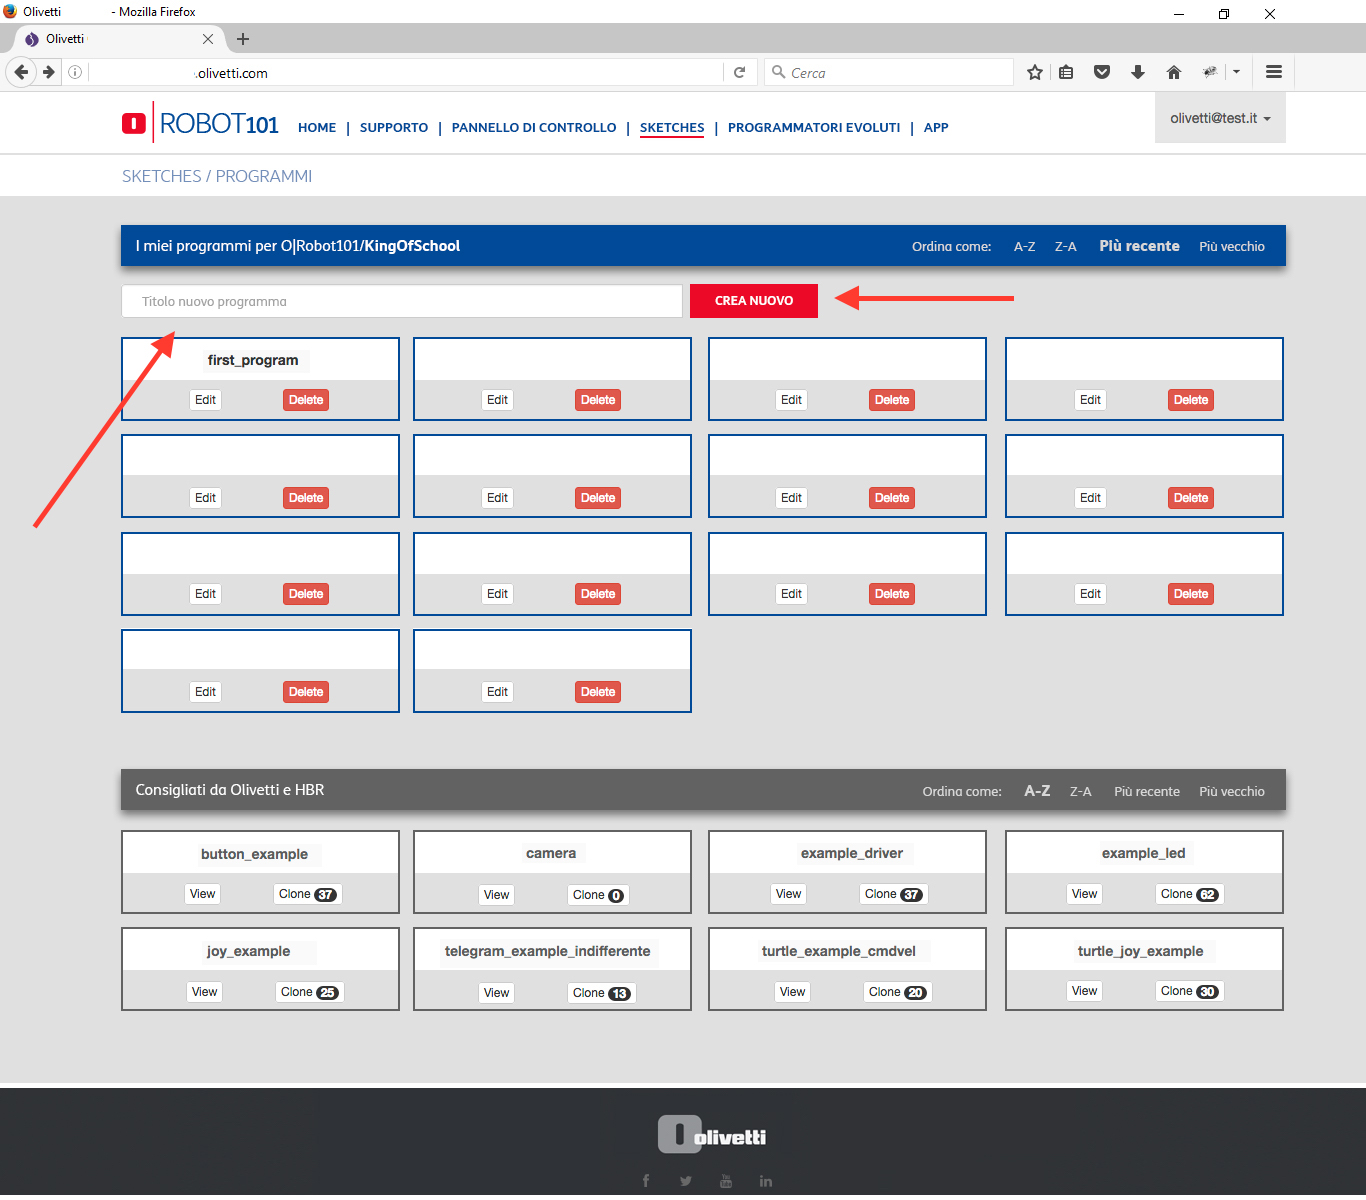 Olivetti - Mozilla Firefox
Olivetti
.olivetti.com
Cerca
ROBOT101
HOME | SUPPORTO | PANNELLO DI CONTROLLO | SKETCHES | PROGRAMMATORI EVOLUTI | APP
olivetti@test.it
SKETCHES / PROGRAMMI
I miei programmi per O|Robot101/KingOfSchool
Ordina come: A-Z Z-A Più recente Più vecchio
Titolo nuovo programma
CREA NUOVO
first_program
Edit Delete Edit Delete Edit Delete Edit Delete
Edit Delete Edit Delete Edit Delete Edit Delete
Edit Delete Edit Delete Edit Delete Edit Delete
Edit Delete Edit Delete
Consigliati da Olivetti e HBR
Ordina come: A-Z Z-A Più recente Più vecchio
button_example camera example_driver example_led
View Clone 37 View Clone 0 View Clone 37 View Clone 62
joy_example telegram_example_indifferente turtle_example_cmdvel turtle_joy_example
View Clone 25 View Clone 13 View Clone 20 View Clone 30
olivetti